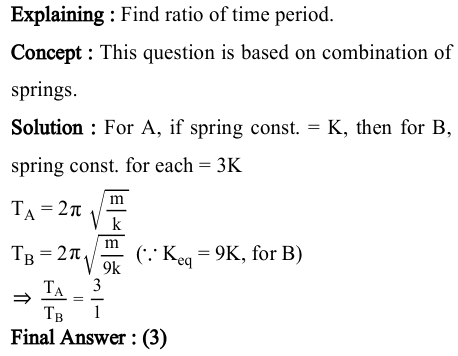 Explaining : Find ratio of time period.
Concept : This question is based on combination of
springs.
Solution : For A, if spring const. = K, then for B,
spring const. for each = 3K
T_A = 2π √(m/k)
T_B = 2π √(m/9k) (∵ K_eq = 9K, for B)
⇒ T_A/T_B = 3/1
Final Answer : (3)